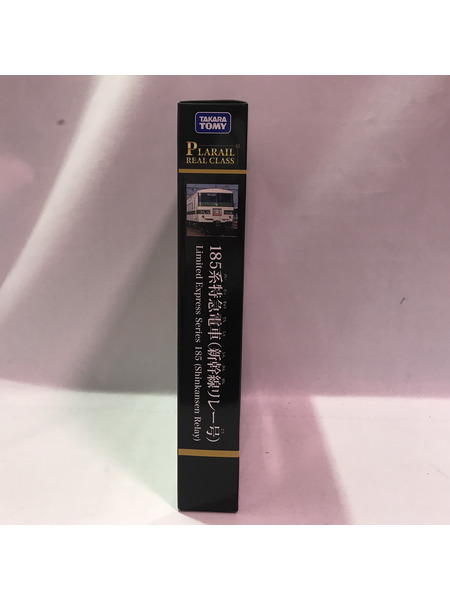 TAKARA
TOMY
PLARAIL
REAL CLASS
185系特急電車(新幹線リレー号)
Limited Express Series 185 (Shinkansen Relay)